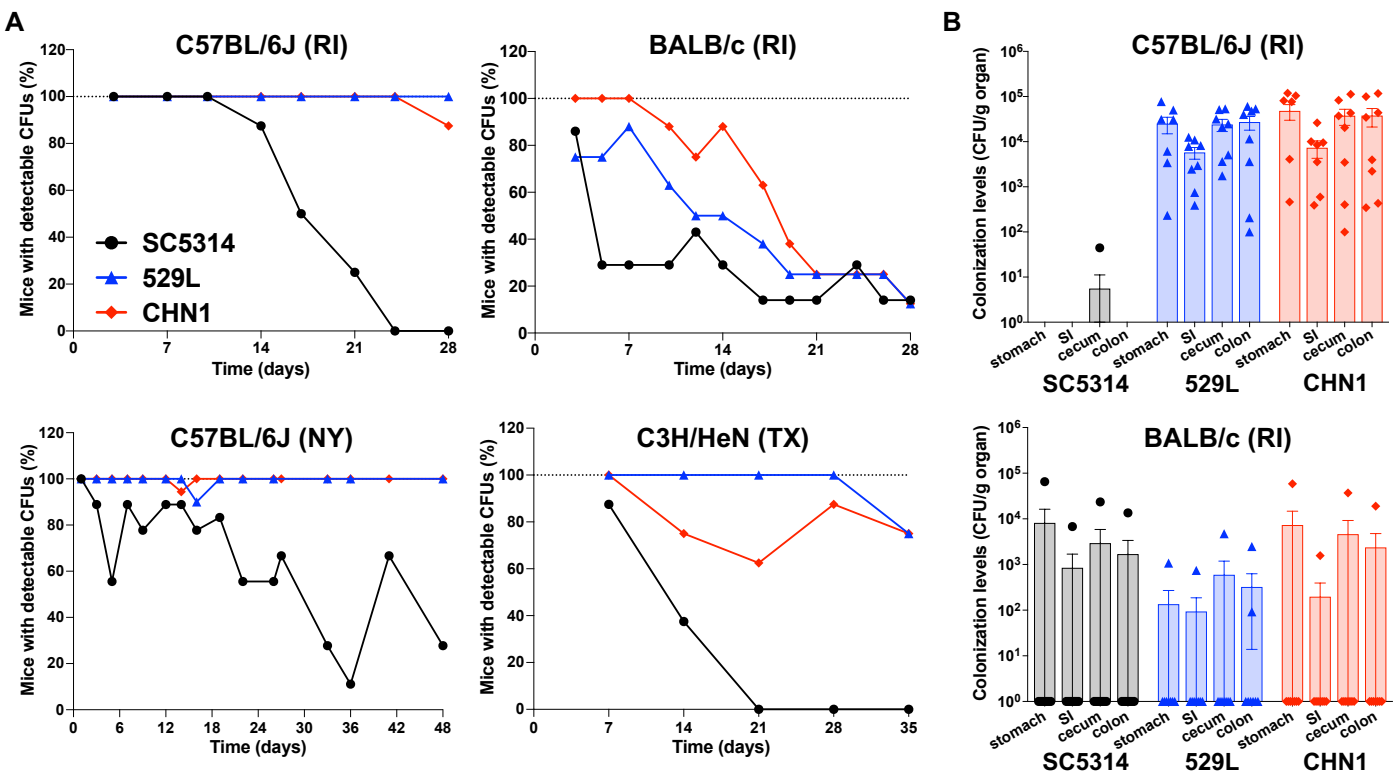 A
C57BL/6J (RI)
Mice with detectable CFUs (%)
120
100
80
60
40
20
0
0 7 14 21 28
Time (days)
SC5314
529L
CHN1
BALB/c (RI)
Mice with detectable CFUs (%)
120
100
80
60
40
20
0
0 7 14 21 28
Time (days)
B
C57BL/6J (RI)
Colonization levels (CFU/g organ)
10⁶
10⁵
10⁴
10³
10²
10¹
10⁰
stomach SI cecum colon stomach SI cecum colon stomach SI cecum colon
SC5314 529L CHN1
C57BL/6J (NY)
Mice with detectable CFUs (%)
120
100
80
60
40
20
0
0 6 12 18 24 30 36 42 48
Time (days)
C3H/HeN (TX)
Mice with detectable CFUs (%)
120
100
80
60
40
20
0
7 14 21 28 35
Time (days)
BALB/c (RI)
Colonization levels (CFU/g organ)
10⁶
10⁵
10⁴
10³
10²
10¹
10⁰
stomach SI cecum colon stomach SI cecum colon stomach SI cecum colon
SC5314 529L CHN1